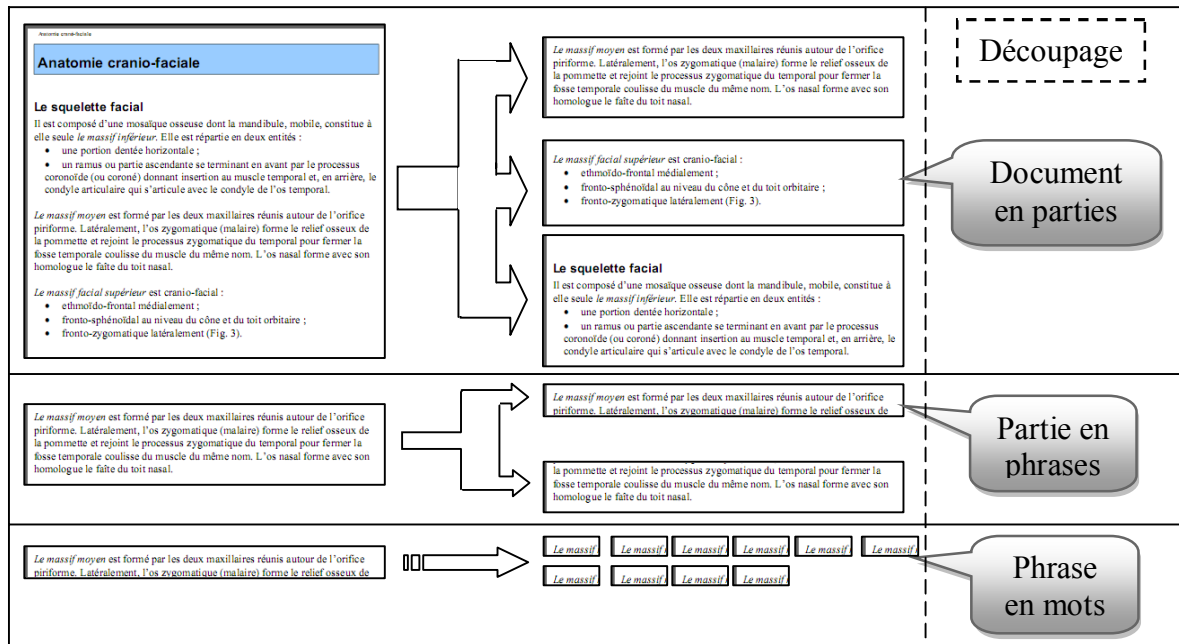 Anatomie crané-faciale
Anatomie cranio-faciale
Le squelette facial
Il est composé d'une mosaïque osseuse dont la mandibule, mobile, constitue à
elle seule le massif inférieur. Elle est répartie en deux entités :
• une portion dentée horizontale ;
• un ramus ou partie ascendante se terminant en avant par le processus
coronoïde (ou coroné) donnant insertion au muscle temporal et, en arrière, le
condyle articulaire qui s'articule avec le condyle de l'os temporal.
Le massif moyen est formé par les deux maxillaires réunis autour de l'orifice
piriforme. Latéralement, l'os zygomatique (malaire) forme le relief osseux de
la pommette et rejoint le processus zygomatique du temporal pour fermer la
fosse temporale coulisse du muscle du même nom. L'os nasal forme avec son
homologue le faîte du toit nasal.
Le massif facial supérieur est cranio-facial :
• ethmoïdo-frontal médialement ;
• fronto-sphénoïdal au niveau du cône et du toit orbitaire ;
• fronto-zygomatique latéralement (Fig. 3).
Le massif moyen est formé par les deux maxillaires réunis autour de l'orifice
piriforme. Latéralement, l'os zygomatique (malaire) forme le relief osseux de
la pommette et rejoint le processus zygomatique du temporal pour fermer la
fosse temporale coulisse du muscle du même nom. L'os nasal forme avec son
homologue le faîte du toit nasal.
Le massif facial supérieur est cranio-facial :
• ethmoïdo-frontal médialement ;
• fronto-sphénoïdal au niveau du cône et du toit orbitaire ;
• fronto-zygomatique latéralement (Fig. 3).
Le squelette facial
Il est composé d'une mosaïque osseuse dont la mandibule, mobile, constitue à
elle seule le massif inférieur. Elle est répartie en deux entités :
• une portion dentée horizontale ;
• un ramus ou partie ascendante se terminant en avant par le processus
coronoïde (ou coroné) donnant insertion au muscle temporal et, en arrière, le
condyle articulaire qui s'articule avec le condyle de l'os temporal.
Découpage
Document
en parties
Le massif moyen est formé par les deux maxillaires réunis autour de l'orifice
piriforme. Latéralement, l'os zygomatique (malaire) forme le relief osseux de
la pommette et rejoint le processus zygomatique du temporal pour fermer la
fosse temporale coulisse du muscle du même nom. L'os nasal forme avec son
homologue le faîte du toit nasal.
Le massif moyen est formé par les deux maxillaires réunis autour de l'orifice
piriforme. Latéralement, l'os zygomatique (malaire) forme le relief osseux de
la pommette et rejoint le processus zygomatique du temporal pour fermer la
fosse temporale coulisse du muscle du même nom. L'os nasal forme avec son
homologue le faîte du toit nasal.
Partie en
phrases
Le massif moyen est formé par les deux maxillaires réunis autour de l'orifice
piriforme. Latéralement, l'os zygomatique (malaire) forme le relief osseux de
Le massif Le massif Le massif Le massif Le massif Le massif
Le massif Le massif Le massif Le massif
Phrase
en mots